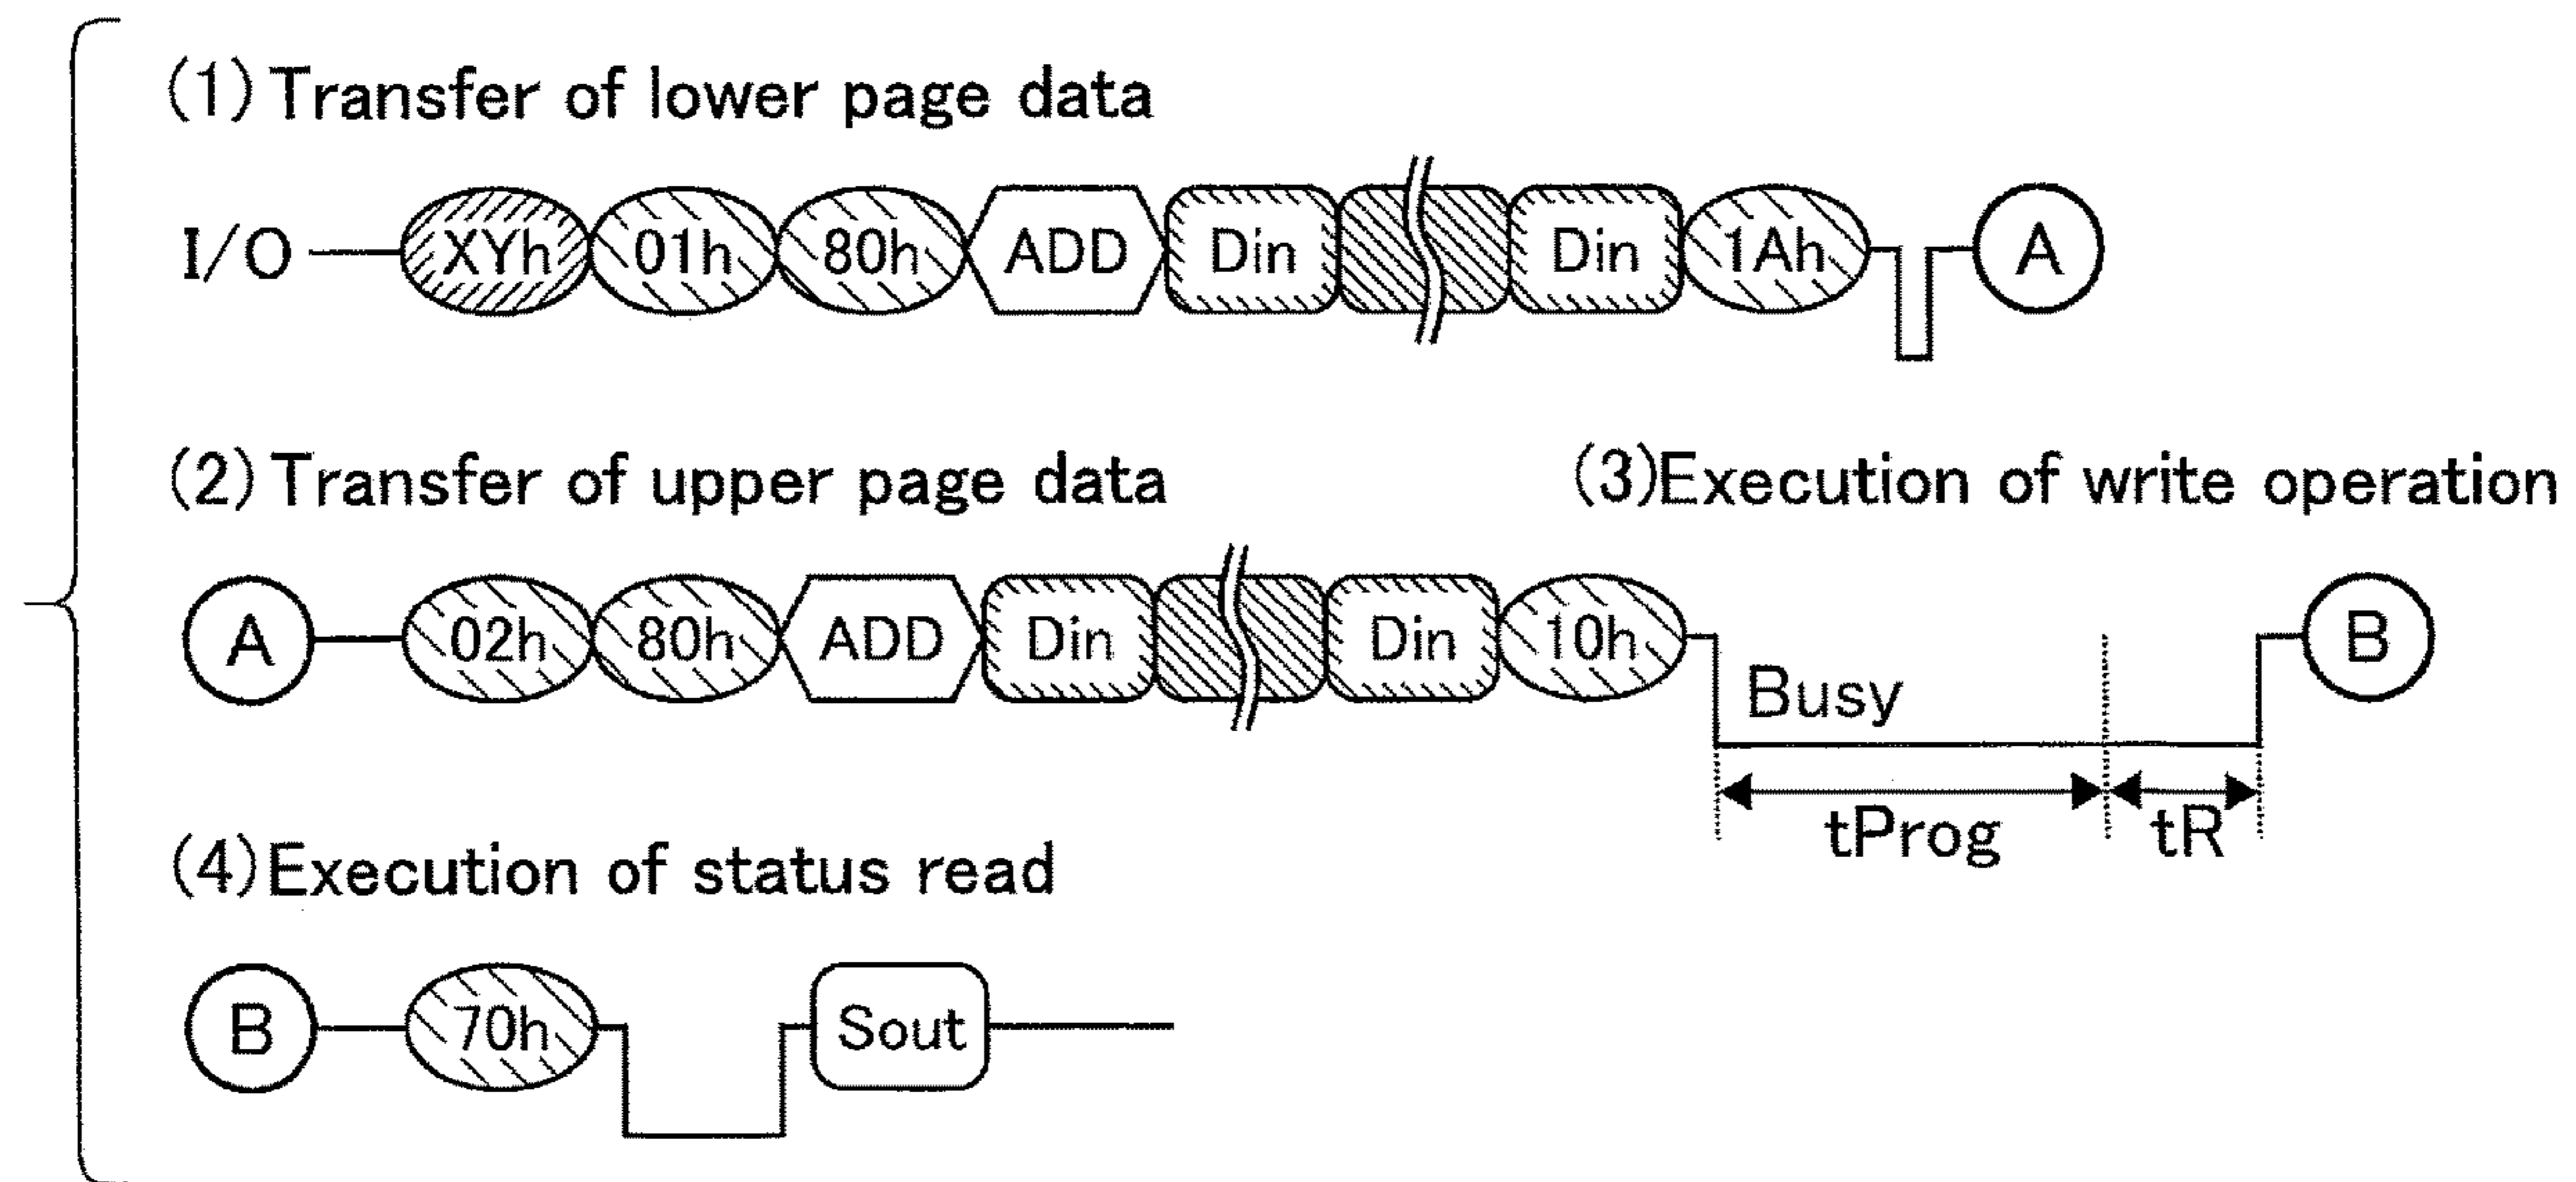 (1) Transfer of lower page data
I/O XYh 01h 80h ADD Din Din 1Ah A
(2) Transfer of upper page data
(3) Execution of write operation
A 02h 80h ADD Din Din 10h Busy B
tProg tR
(4) Execution of status read
B 70h Sout